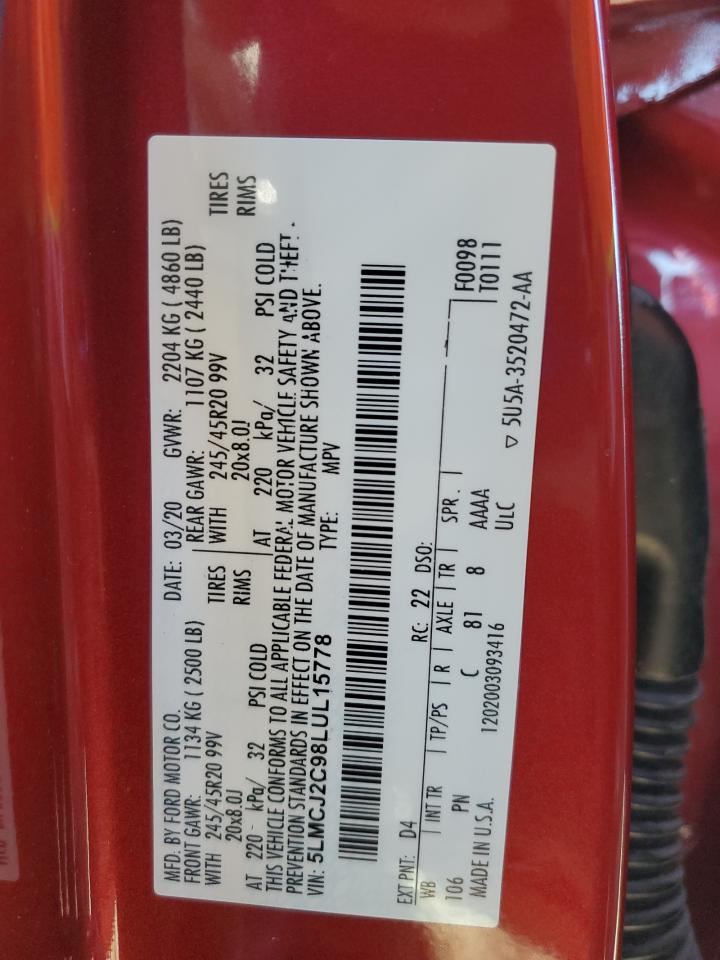 MFD. BY FORD MOTOR CO.
DATE: 03/20 GVWR: 2204 KG ( 4860 LB)
FRONT GAWR: 1134 KG ( 2500 LB) REAR GAWR: 1107 KG ( 2440 LB)
WITH 245/45R20 99V TIRES WITH 245/45R20 99V TIRES
20x8.0J RIMS 20x8.0J RIMS
AT 220 kPa/ 32 PSI COLD AT 220 kPa/ 32 PSI COLD
THIS VEHICLE CONFORMS TO ALL APPLICABLE FEDERAL MOTOR VEHICLE SAFETY AND THEFT
PREVENTION STANDARDS IN EFFECT ON THE DATE OF MANUFACTURE SHOWN ABOVE.
VIN: 5LMCJ2C98LUL15778 TYPE: MPV
EXT PNT: D4 RC: 22 DSO:
WB | INT TR | TP/PS | R | AXLE | TR | SPR. | F0098
T06 PN C 81 8 AAAA T0111
ULC
MADE IN U.S.A. 1202003093416
▽ 5U5A-3520472-AA